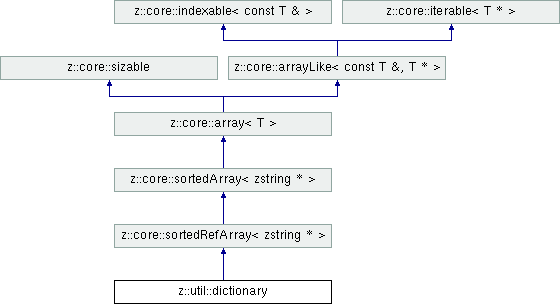 z::core::indexable< const T & >
z::core::iterable< T * >
z::core::sizable
z::core::arrayLike< const T &, T * >
z::core::array< T >
z::core::sortedArray< zstring * >
z::core::sortedRefArray< zstring * >
z::util::dictionary